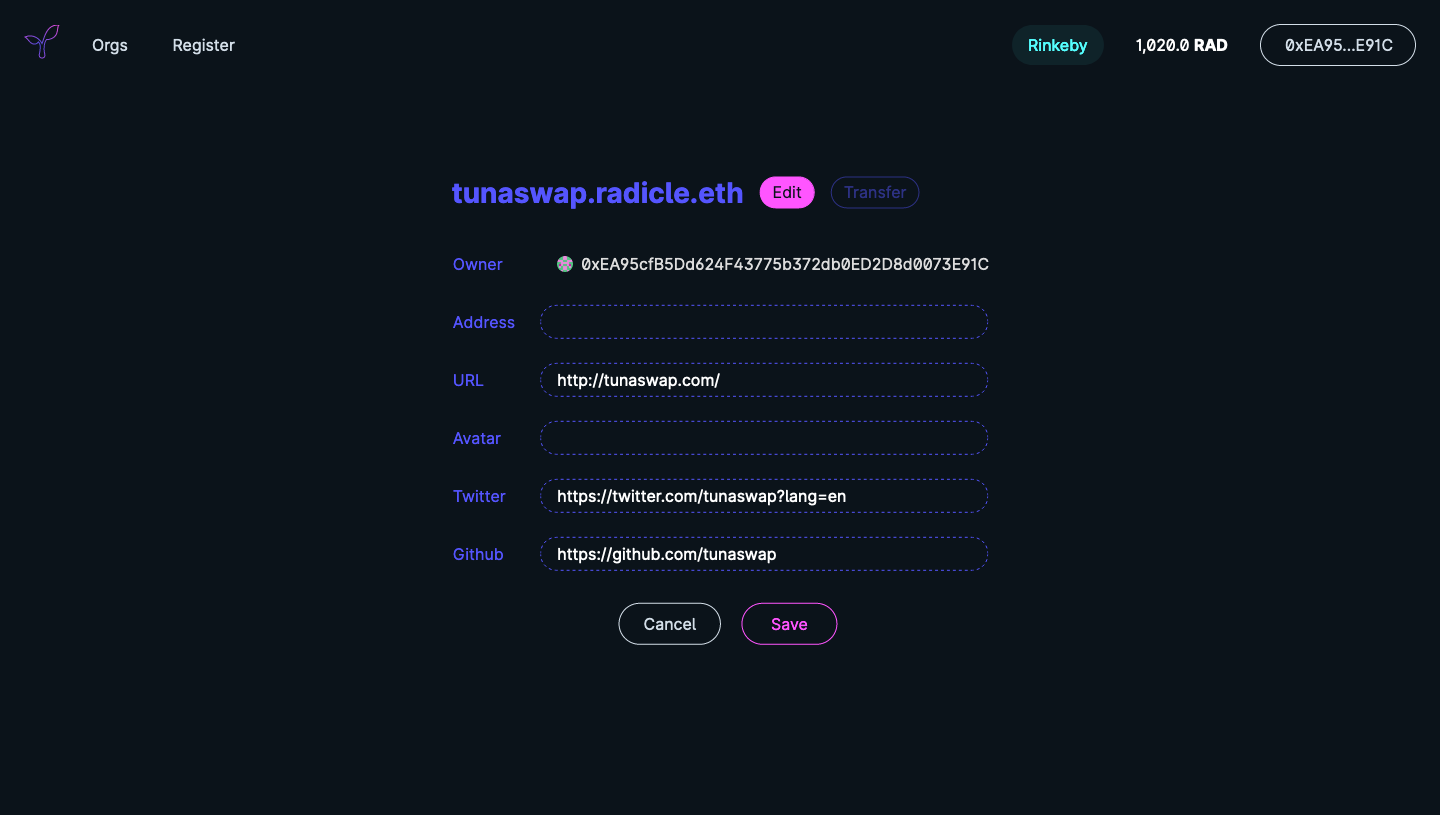 Orgs Register Rinkeby 1,020.0 RAD 0xEA95...E91C
tunaswap.radicle.eth Edit Transfer
Owner 0xEA95cfB5Dd624F43775b372db0ED2D8d0073E91C
Address
URL http://tunaswap.com/
Avatar
Twitter https://twitter.com/tunaswap?lang=en
Github https://github.com/tunaswap
Cancel Save